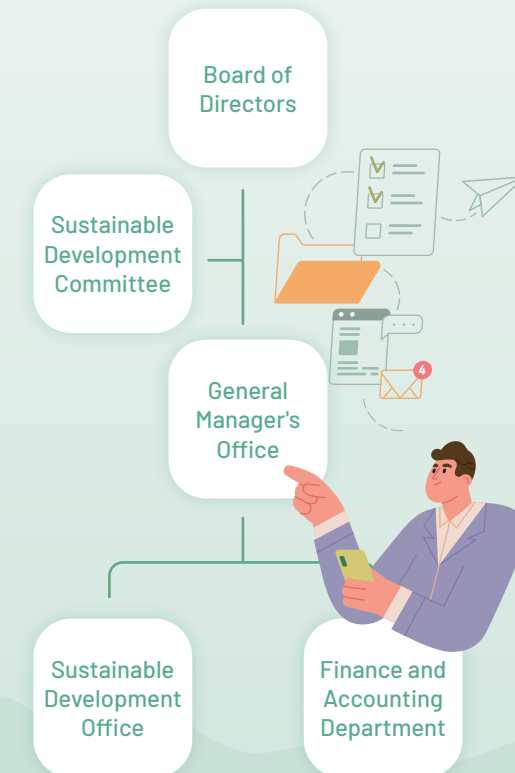 Board of
Directors
Sustainable
Development
Committee
General
Manager's
Office
4
Sustainable
Development
Office
Finance and
Accounting
Department